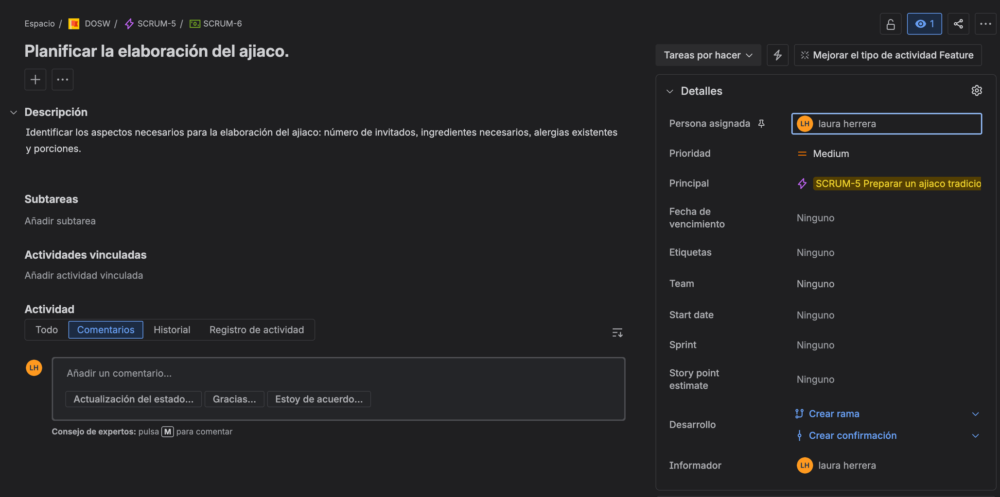 Espacio / DOSW / SCRUM-5 / SCRUM-6
1
Planificar la elaboración del ajiaco.
Tareas por hacer
Mejorar el tipo de actividad Feature
Descripción
Identificar los aspectos necesarios para la elaboración del ajiaco: número de invitados, ingredientes necesarios, alergias existentes
y porciones.
Subtareas
Añadir subtarea
Actividades vinculadas
Añadir actividad vinculada
Actividad
Todo Comentarios Historial Registro de actividad
LH
Añadir un comentario...
Actualización del estado... Gracias... Estoy de acuerdo...
Consejo de expertos: pulsa M para comentar
Detalles
Persona asignada LH laura herrera
Prioridad Medium
Principal SCRUM-5 Preparar un ajiaco tradicio
Fecha de
vencimiento Ninguno
Etiquetas Ninguno
Team Ninguno
Start date Ninguno
Sprint Ninguno
Story point
estimate Ninguno
Desarrollo
Crear rama
Crear confirmación
Informador LH laura herrera